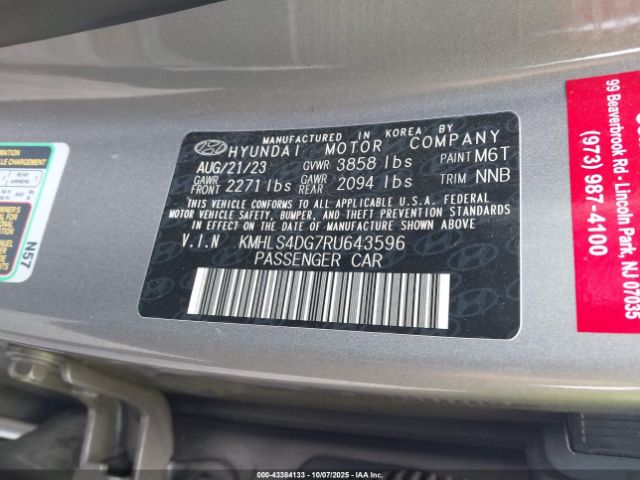 MANUFACTURED IN KOREA BY
HYUNDAI MOTOR COMPANY
AUG/21/23 GVWR 3858 lbs PAINT M6T
GAWR FRONT 2271 lbs GAWR REAR 2094 lbs TRIM NNB
THIS VEHICLE CONFORMS TO ALL APPLICABLE U.S.A. FEDERAL
MOTOR VEHICLE SAFETY, BUMPER, AND THEFT PREVENTION STANDARDS
IN EFFECT ON THE DATE OF MANUFACTURE SHOWN ABOVE
V.I.N KMHLS4DG7RU643596
PASSENGER CAR
N57
99 Beaverbrook Rd - Lincoln Park, NJ 07035
(973) 987-4100
© 43384133 - 10/07/2025 - IAA Inc.